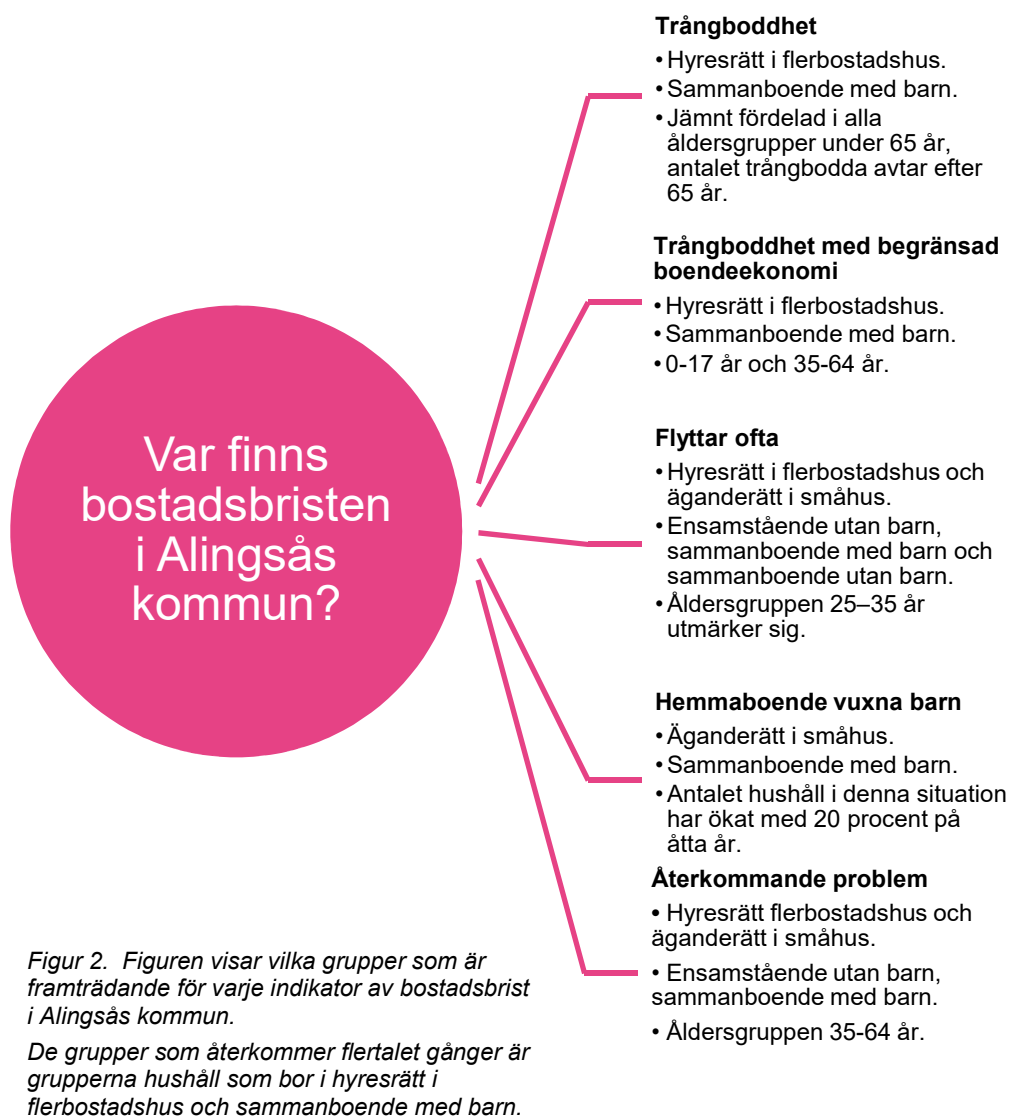 Trångboddhet
• Hyresrätt i flerbostadshus.
• Sammanboende med barn.
• Jämnt fördelad i alla
åldersgrupper under 65 år,
antalet trångbodda avtar efter
65 år.
Trångboddhet med begränsad
boendeekonomi
• Hyresrätt i flerbostadshus.
• Sammanboende med barn.
• 0-17 år och 35-64 år.
Var finns
bostadsbristen
i Alingsås
kommun?
Flyttar ofta
• Hyresrätt i flerbostadshus och
äganderätt i småhus.
• Ensamstående utan barn,
sammanboende med barn och
sammanboende utan barn.
• Åldersgruppen 25–35 år
utmärker sig.
Hemmaboende vuxna barn
• Äganderätt i småhus.
• Sammanboende med barn.
• Antalet hushåll i denna situation
har ökat med 20 procent på
åtta år.
Återkommande problem
• Hyresrätt flerbostadshus och
äganderätt i småhus.
• Ensamstående utan barn,
sammanboende med barn.
• Åldersgruppen 35-64 år.
Figur 2. Figuren visar vilka grupper som är
framträdande för varje indikator av bostadsbrist
i Alingsås kommun.
De grupper som återkommer flertalet gånger är
grupperna hushåll som bor i hyresrätt i
flerbostadshus och sammanboende med barn.